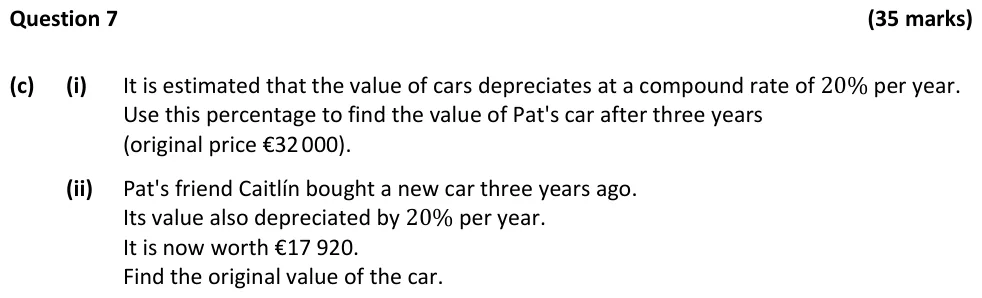 Question 7 (35 marks)
(c) (i) It is estimated that the value of cars depreciates at a compound rate of 20% per year.
Use this percentage to find the value of Pat's car after three years
(original price €32 000).
(ii) Pat's friend Caitlín bought a new car three years ago.
Its value also depreciated by 20% per year.
It is now worth €17 920.
Find the original value of the car.